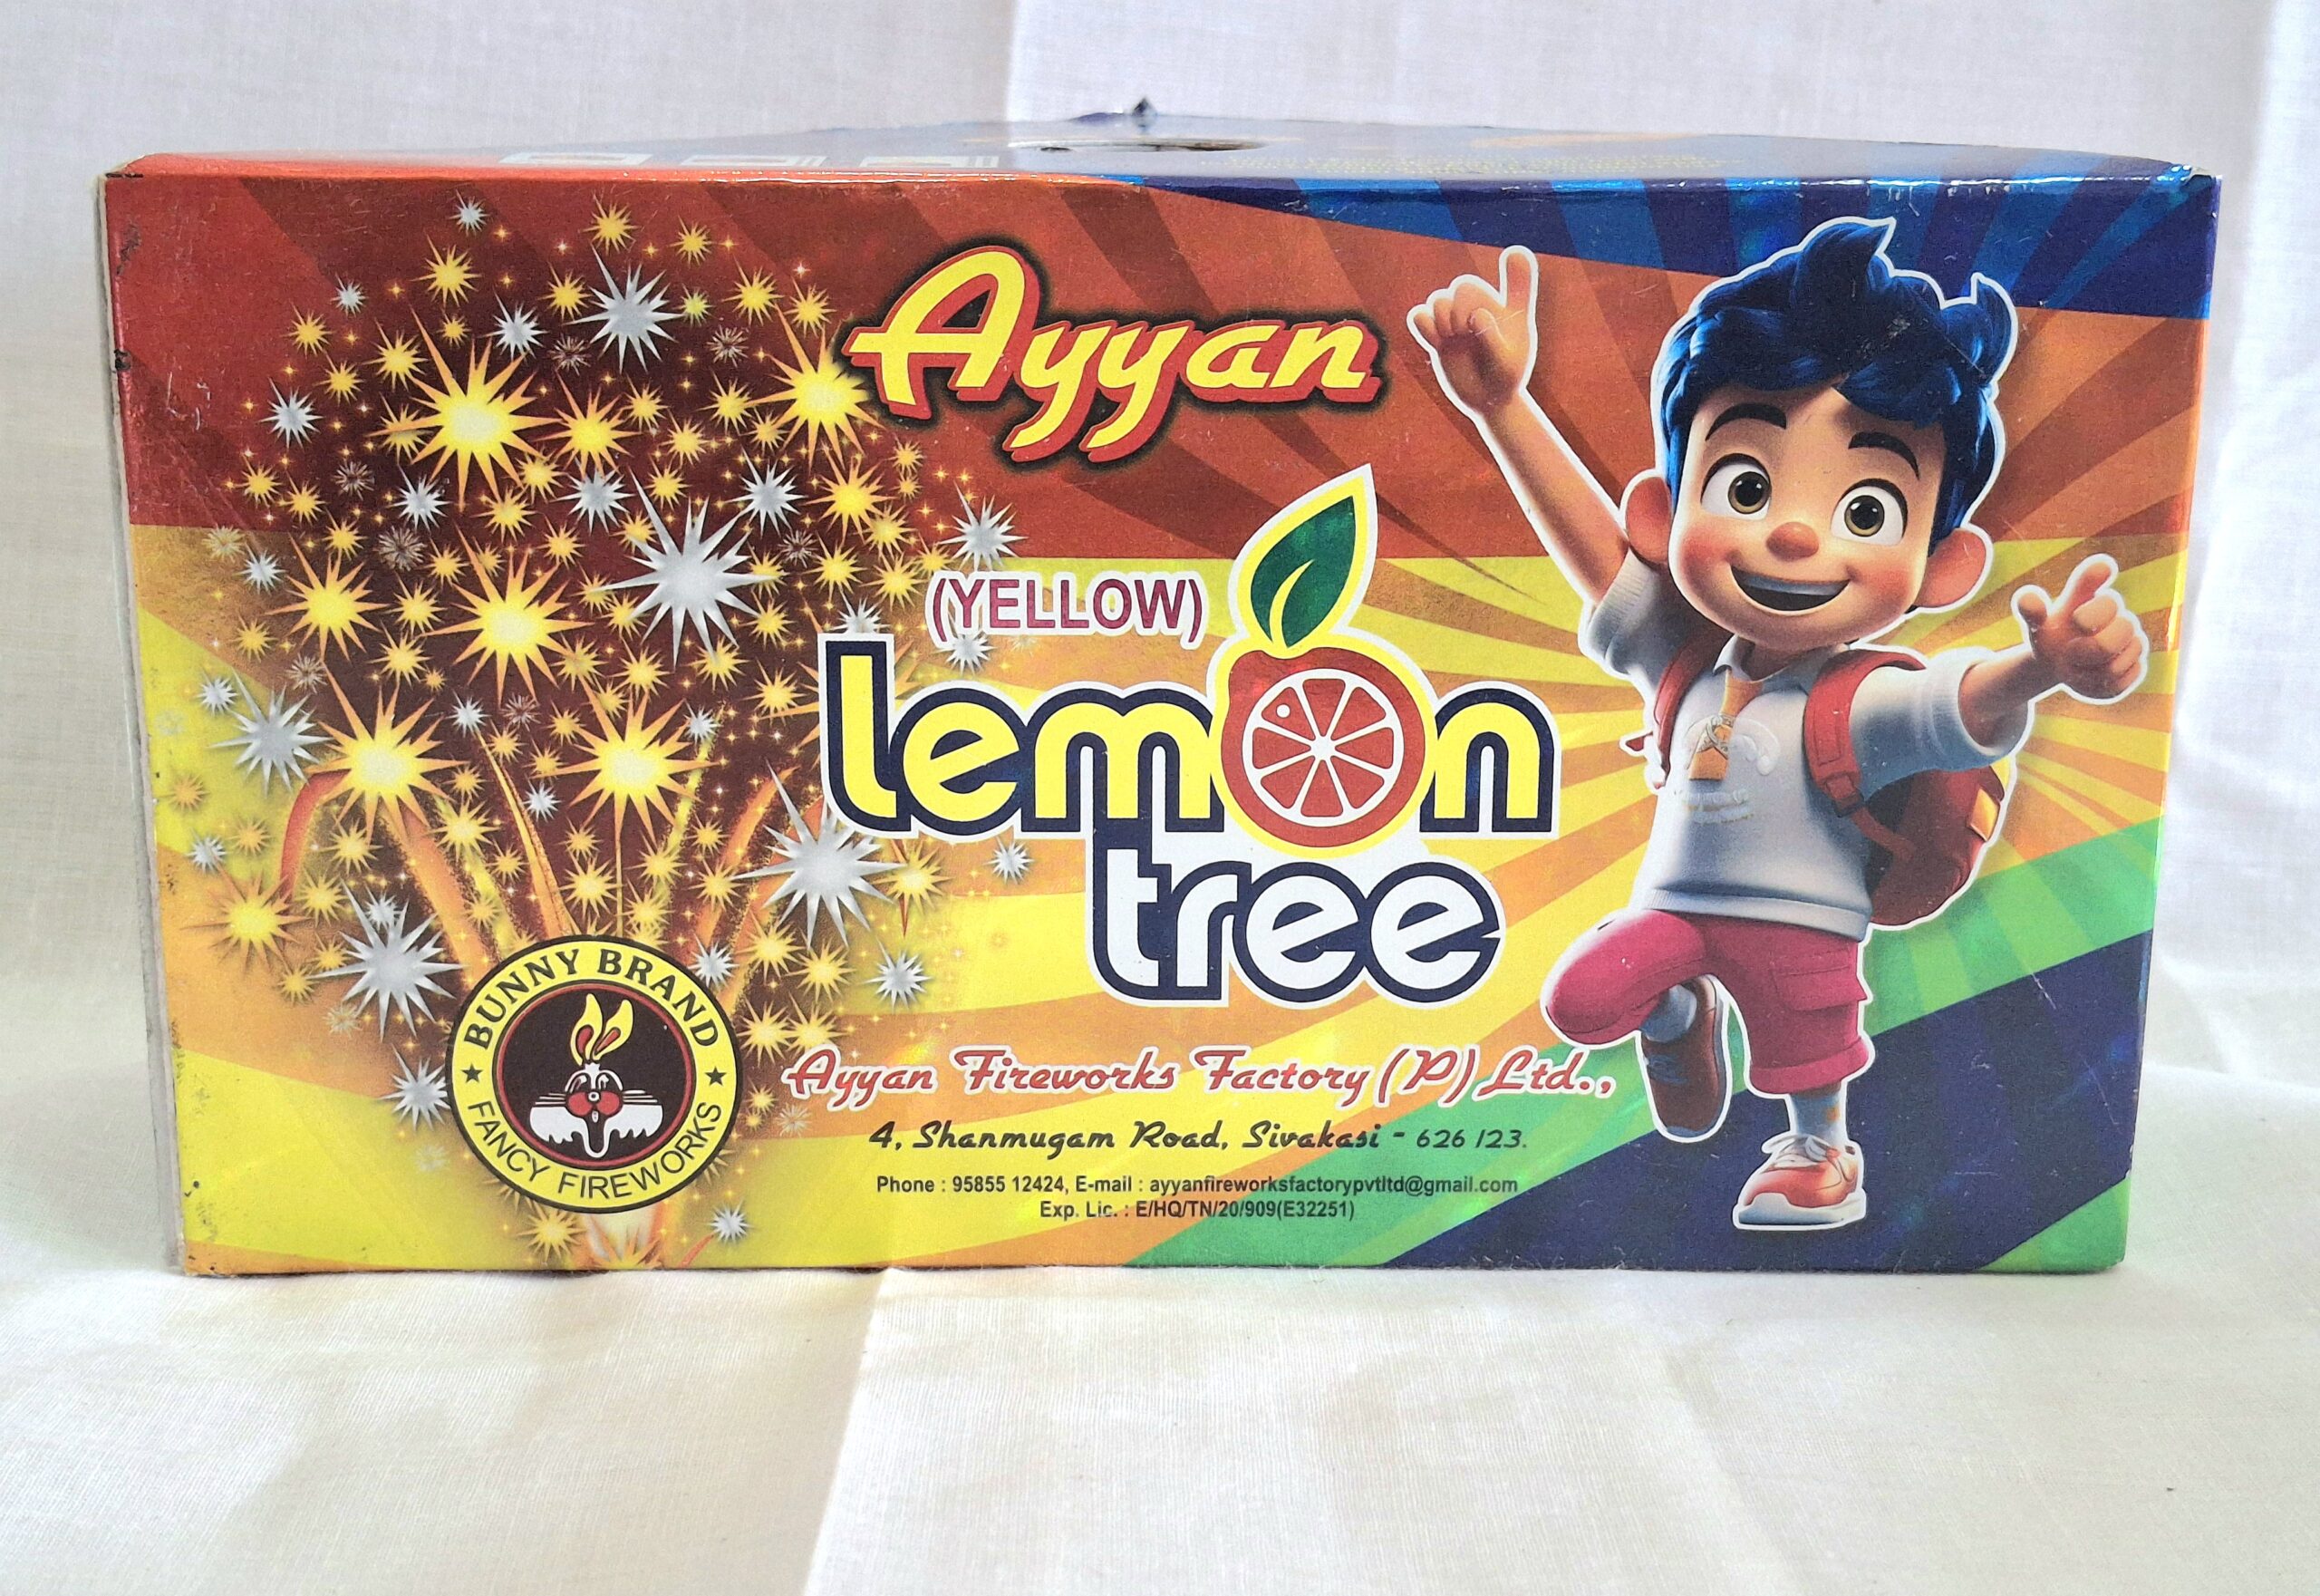 Ayyan
(YELLOW)
lemon
tree
BUNNY BRAND
FANCY FIREWORKS
Ayyan Fireworks Factory (P) Ltd.,
4, Shanmugam Road, Sivakasi - 626 123.
Phone : 95855 12424, E-mail : ayyanfireworksfactorypvtltd@gmail.com
Exp. Lic. : E/HQ/TN/20/909(E32251)